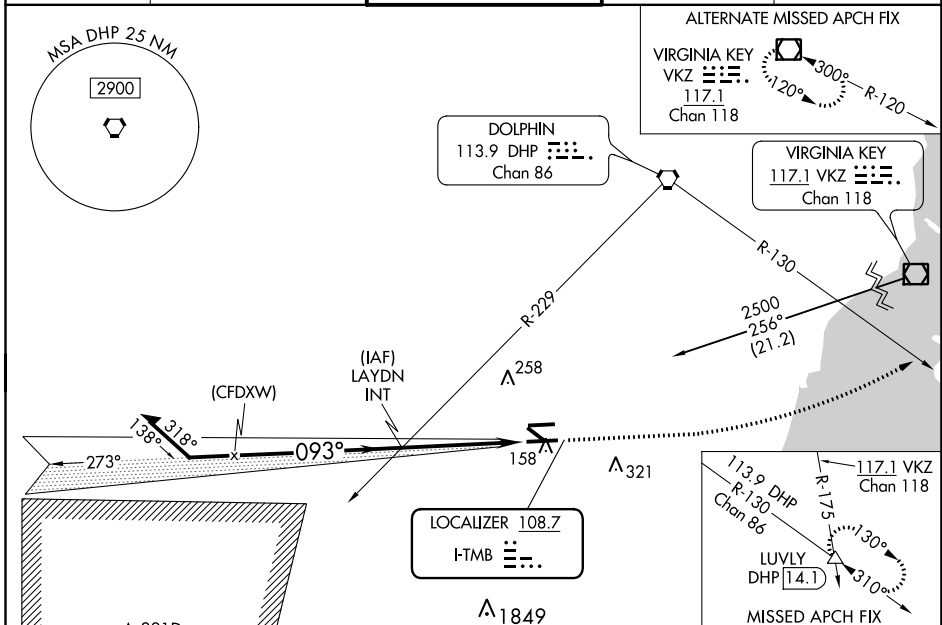 MSA DHP 25 NM
2900
ALTERNATE MISSED APCH FIX
VIRGINIA KEY
VKZ
117.1
Chan 118
300°
120°
R-120
DOLPHIN
113.9 DHP
Chan 86
VIRGINIA KEY
117.1 VKZ
Chan 118
R-130
R-229
2500
256°
(21.2)
258
(IAF)
LAYDN
INT
(CFDXW)
318°
138°
x
093°
273°
158
321
LOCALIZER 108.7
I-TMB
1849
113.9 DHP
R-130
Chan 86
117.1 VKZ
Chan 118
R-175
130°
310°
LUVLY
DHP 14.1
MISSED APCH FIX